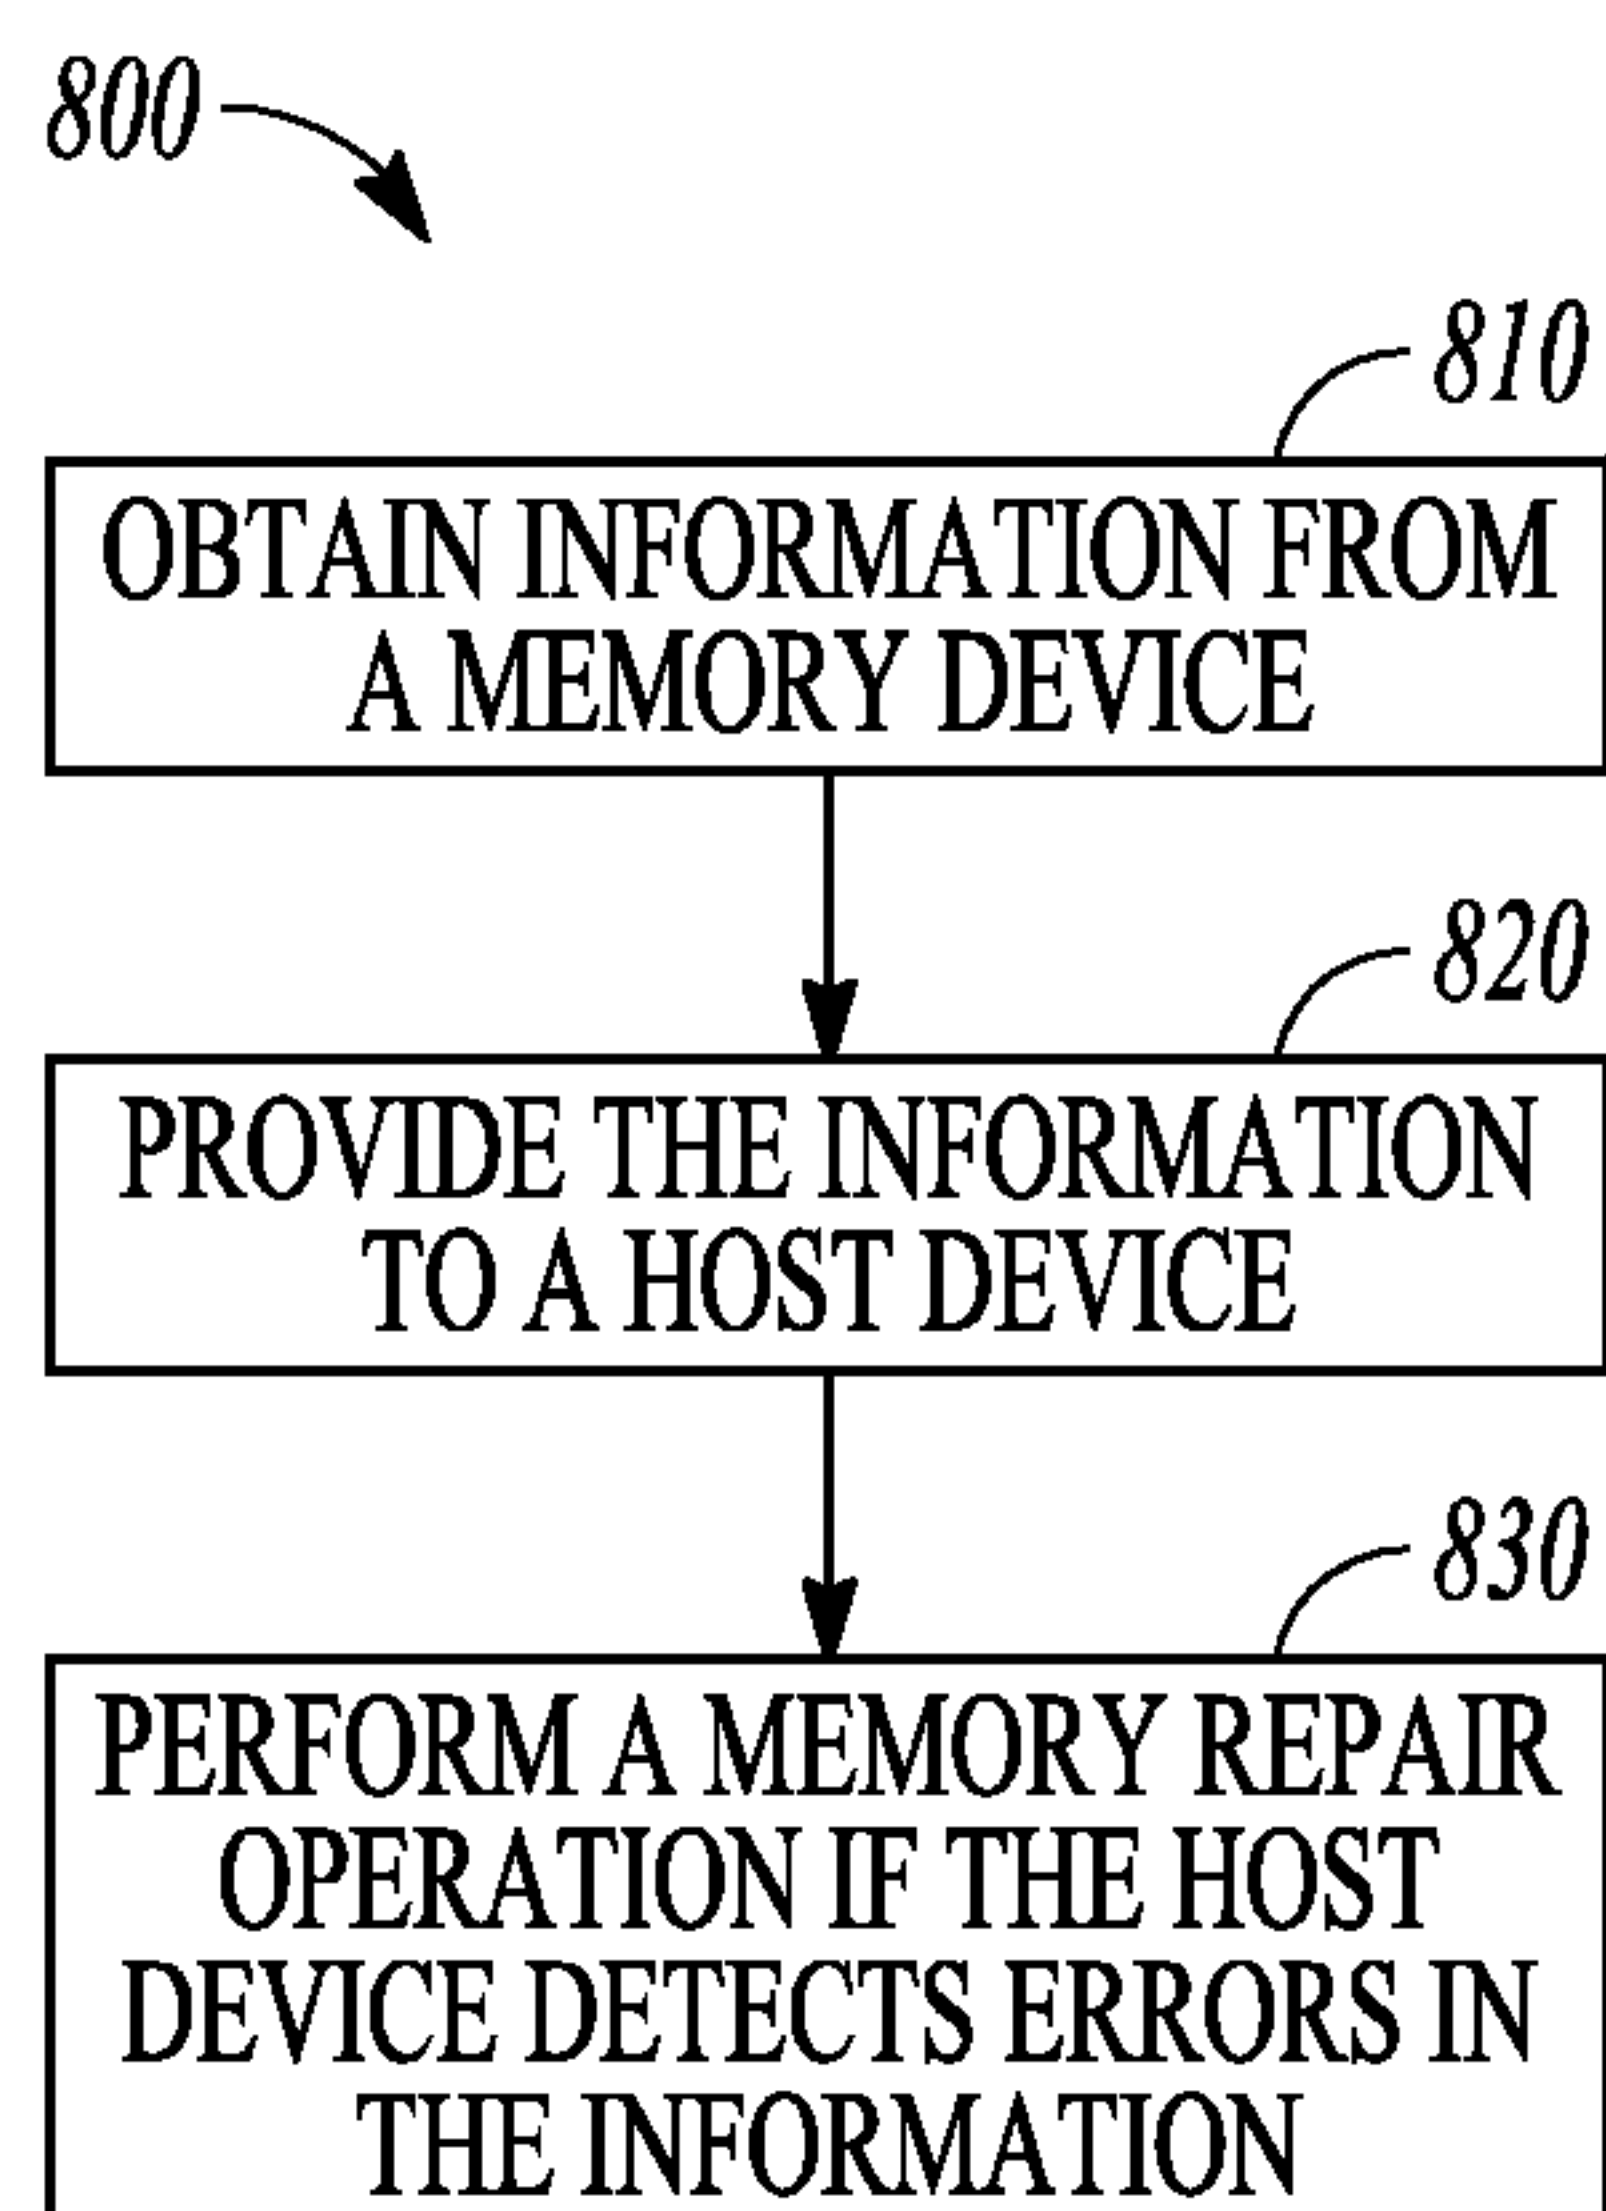 800
810
OBTAIN INFORMATION FROM
A MEMORY DEVICE
820
PROVIDE THE INFORMATION
TO A HOST DEVICE
830
PERFORM A MEMORY REPAIR
OPERATION IF THE HOST
DEVICE DETECTS ERRORS IN
THE INFORMATION